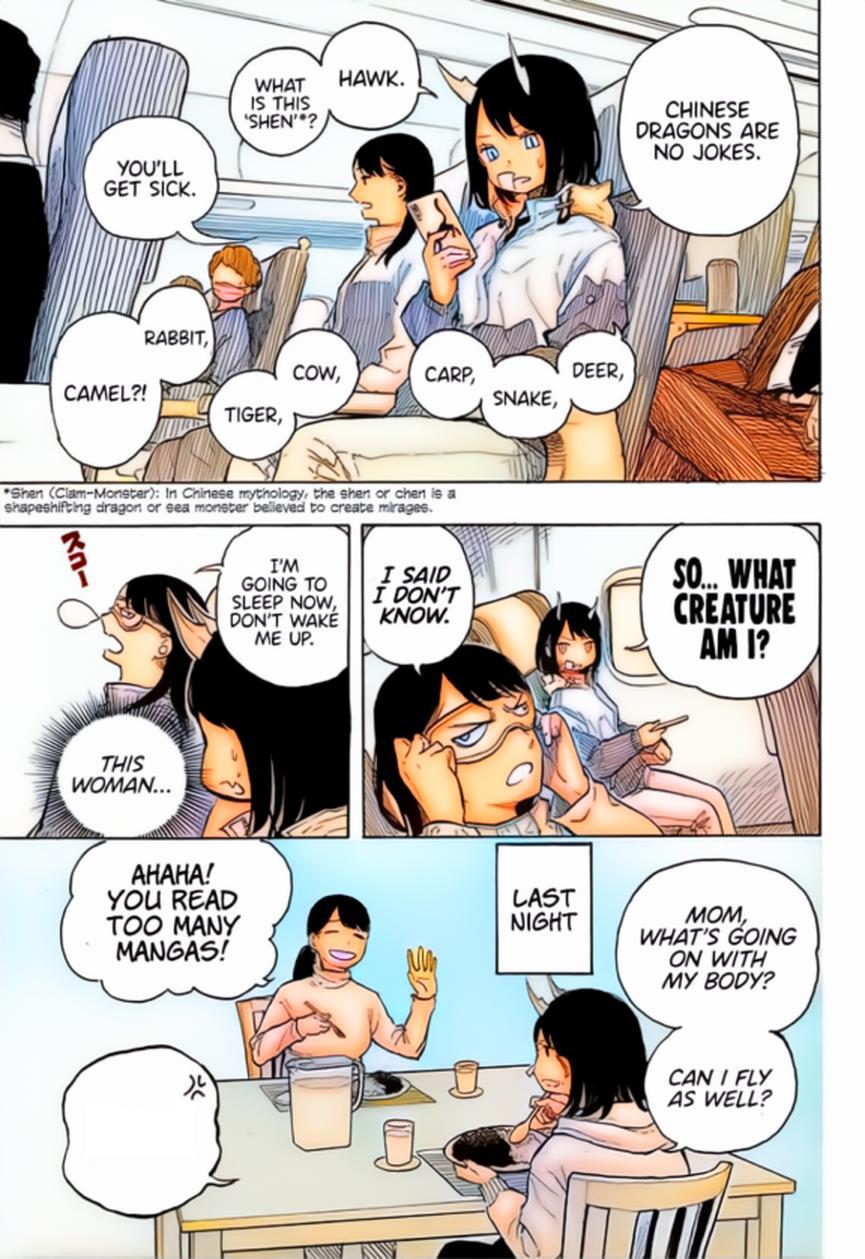 CHINESE
DRAGONS ARE
NO JOKES.
HAWK.
WHAT
IS THIS
'SHEN'*?
YOU'LL
GET SICK.
DEER,
SNAKE,
CARP,
COW,
TIGER,
RABBIT,
CAMEL?!
*Shen (Clam-Monster): In Chinese mythology, the shen or chen is a
shapeshifting dragon or sea monster believed to create mirages.
SO... WHAT
CREATURE
AM I?
I SAID
I DON'T
KNOW.
I'M
GOING TO
SLEEP NOW,
DON'T WAKE
ME UP.
スコー
THIS
WOMAN...
LAST
NIGHT
MOM,
WHAT'S GOING
ON WITH
MY BODY?
CAN I FLY
AS WELL?
AHAHA!
YOU READ
TOO MANY
MANGAS!